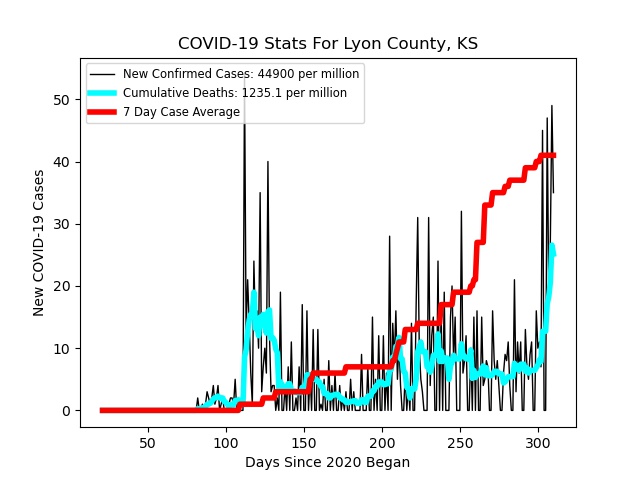 COVID-19 Stats For Lyon County, KS
New Confirmed Cases: 44900 per million
Cumulative Deaths: 1235.1 per million
7 Day Case Average
New COVID-19 Cases
50
40
30
20
10
0
50 100 150 200 250 300
Days Since 2020 Began